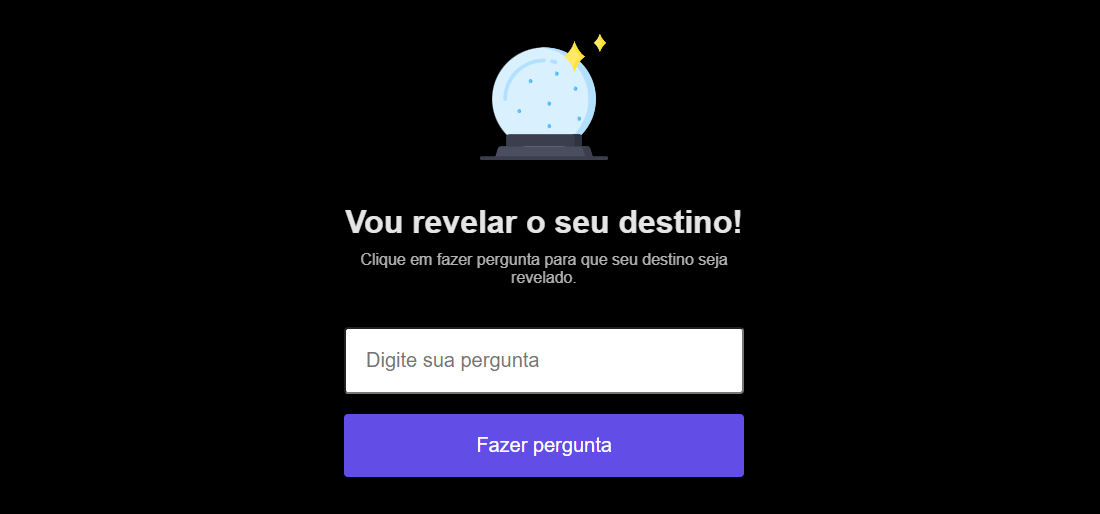 Vou revelar o seu destino!
Clique em fazer pergunta para que seu destino seja
revelado.
Digite sua pergunta
Fazer pergunta